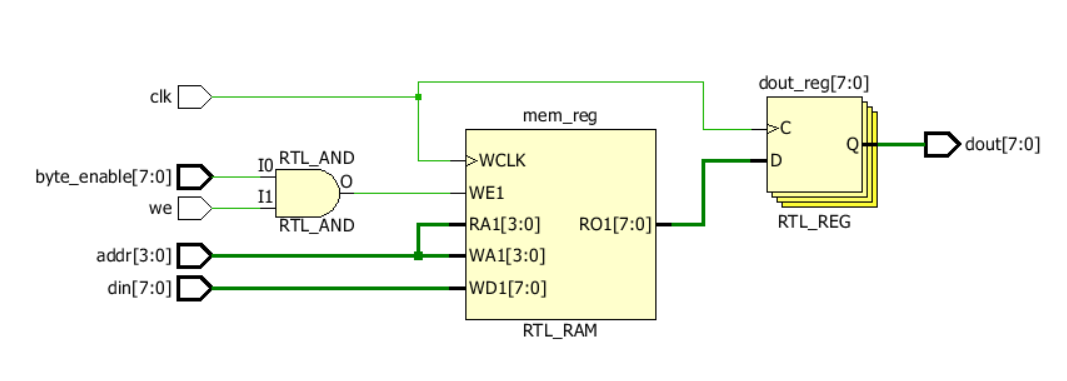 clk
byte_enable[7:0]
we
addr[3:0]
din[7:0]
I0
I1
RTL_AND
O
RTL_AND
mem_reg
WCLK
WE1
RA1[3:0]
WA1[3:0]
WD1[7:0]
RO1[7:0]
RTL_RAM
dout_reg[7:0]
C
D
Q
RTL_REG
dout[7:0]